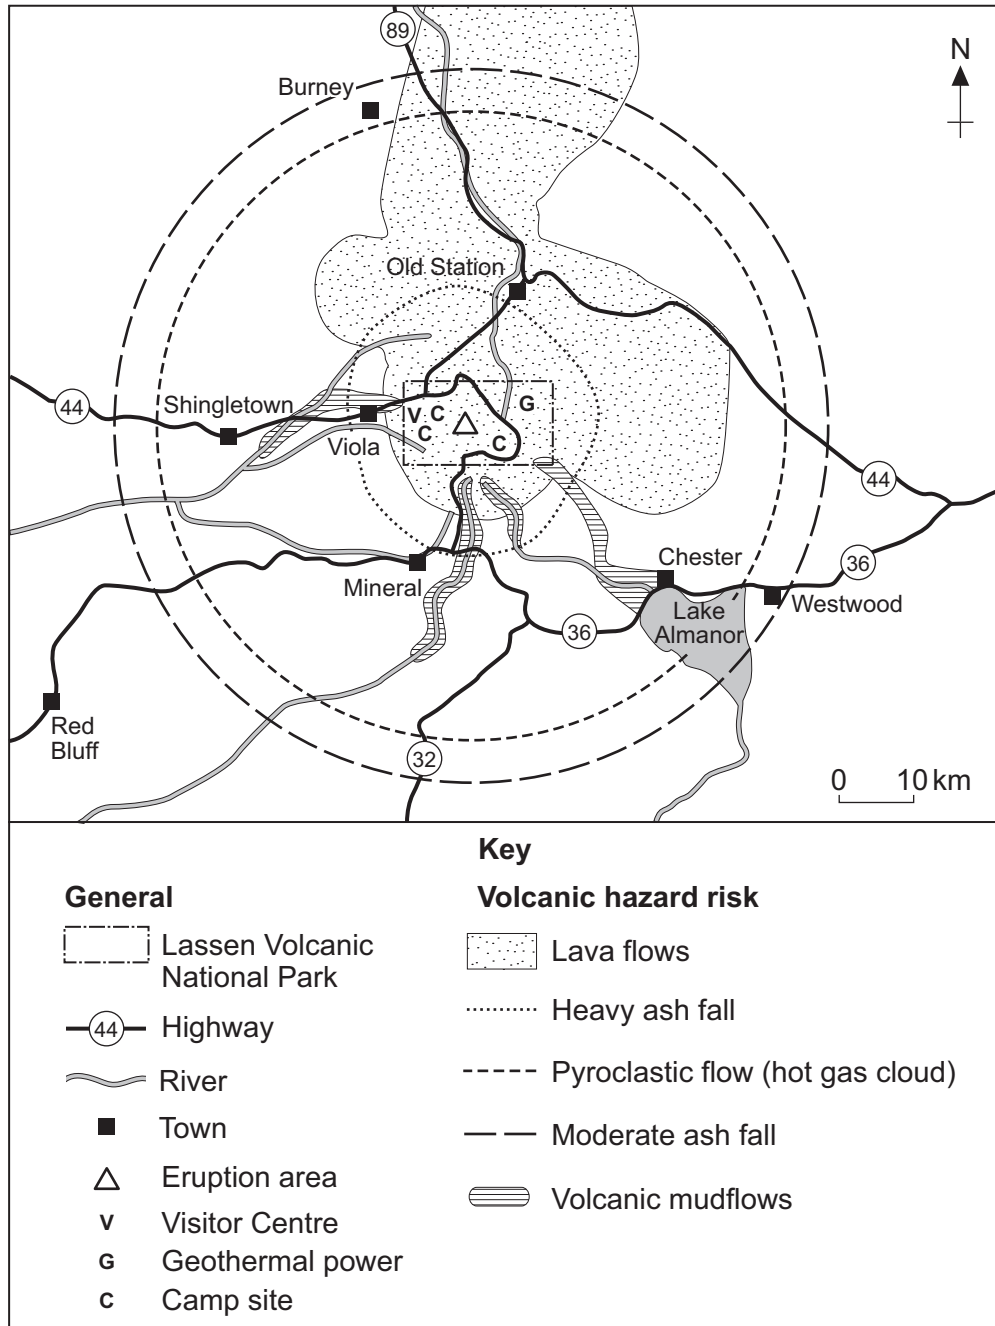 89
N
Burney
Old Station
44
Shingletown
Viola
V
C
C
G
C
44
Mineral
Chester
36
Westwood
Lake
Almanor
36
Red
Bluff
32
0 10 km
Key
General
Lassen Volcanic
National Park
44 Highway
River
Town
Eruption area
V Visitor Centre
G Geothermal power
C Camp site
Volcanic hazard risk
Lava flows
Heavy ash fall
Pyroclastic flow (hot gas cloud)
Moderate ash fall
Volcanic mudflows